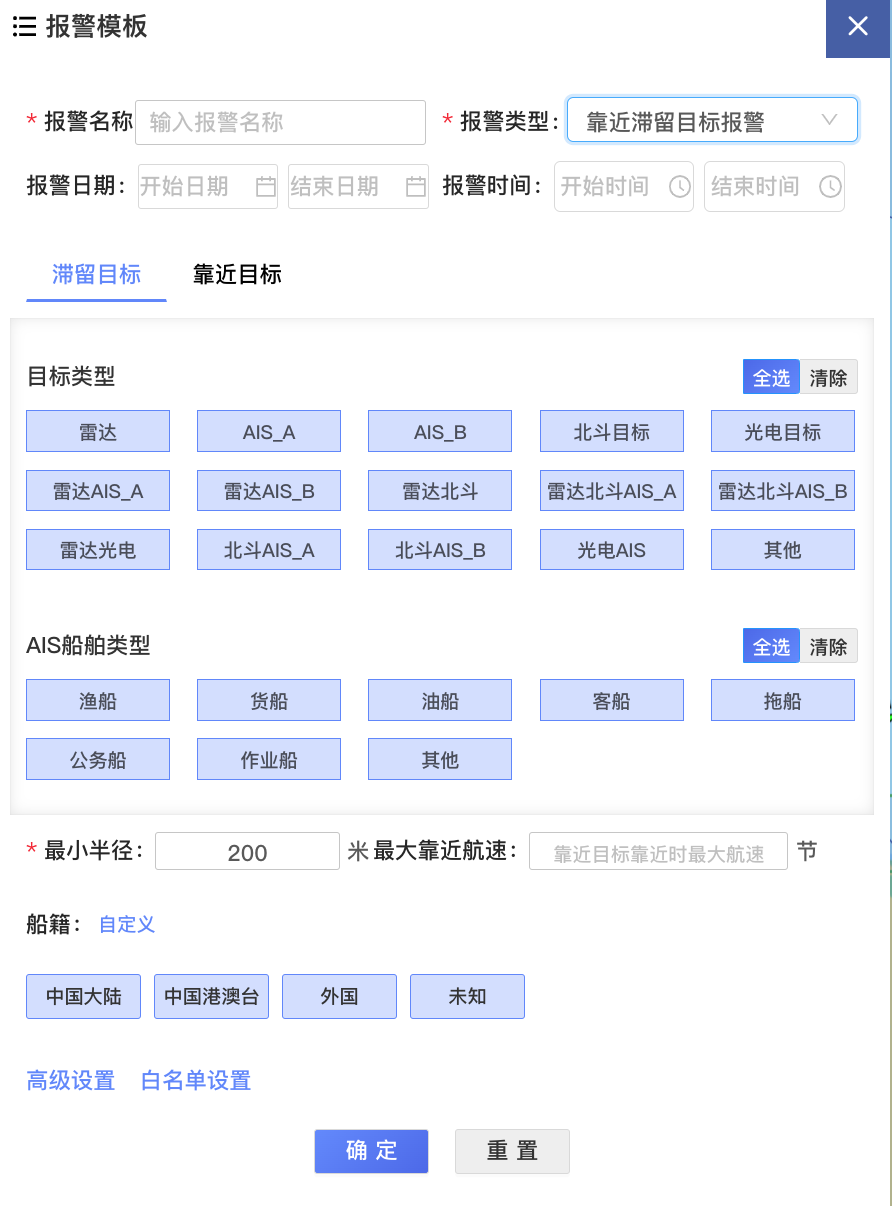 报警模板
* 报警名称 输入报警名称 * 报警类型: 靠近滞留目标报警
报警日期: 开始日期 结束日期 报警时间: 开始时间 结束时间
滞留目标 靠近目标
目标类型 全选 清除
雷达 AIS_A AIS_B 北斗目标 光电目标
雷达AIS_A 雷达AIS_B 雷达北斗 雷达北斗AIS_A 雷达北斗AIS_B
雷达光电 北斗AIS_A 北斗AIS_B 光电AIS 其他
AIS船舶类型 全选 清除
渔船 货船 油船 客船 拖船
公务船 作业船 其他
* 最小半径: 200 米 最大靠近航速: 靠近目标靠近时最大航速 节
船籍: 自定义
中国大陆 中国港澳台 外国 未知
高级设置 白名单设置
确 定 重 置